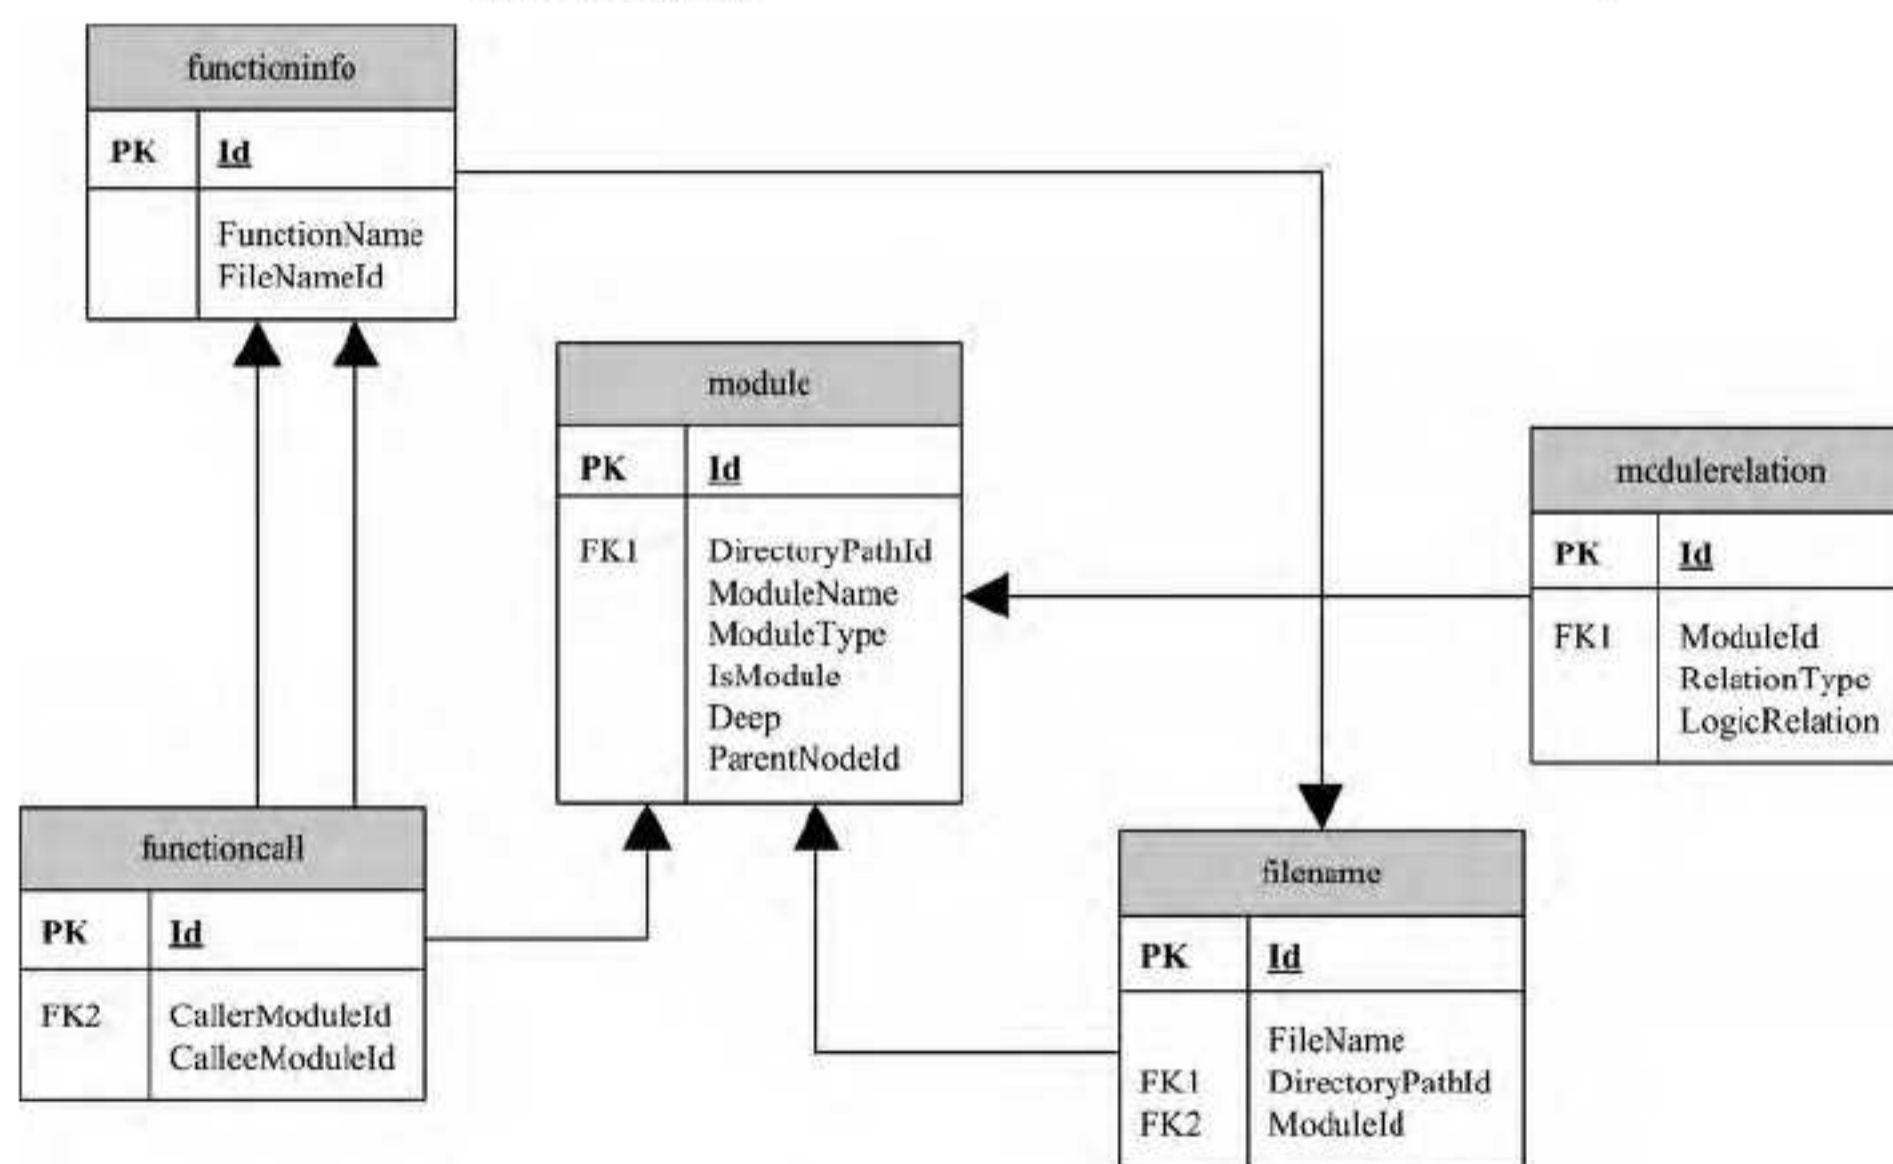 functioninfo
PK Id
FunctionName
FileNameId
module
PK Id
FK1 DirectoryPathId
ModuleName
ModuleType
IsModule
Deep
ParentNodeId
mcdulerelation
PK Id
FK1 ModuleId
RelationType
LogicRelation
functioncall
PK Id
FK2 CallerModuleId
CalleeModuleId
filename
PK Id
FileName
FK1 DirectoryPathId
FK2 ModuleId